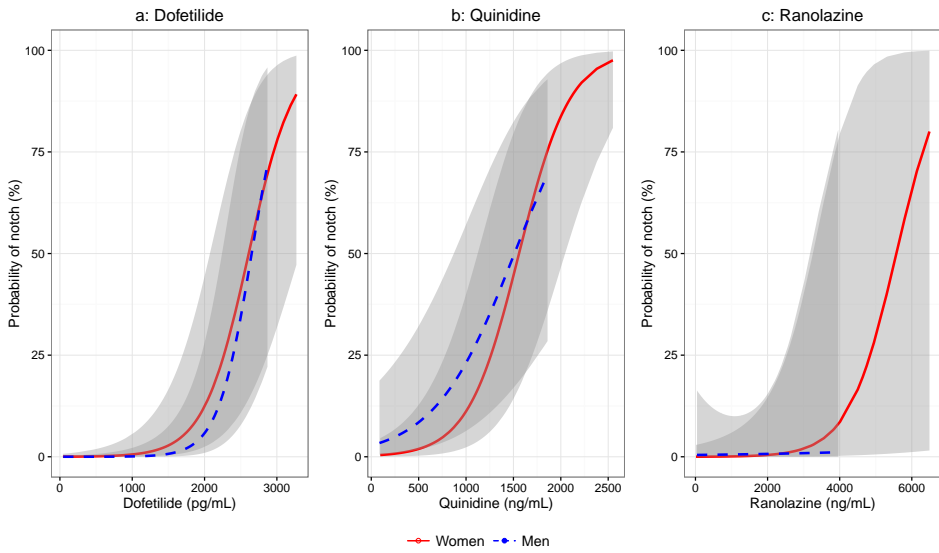 a: Dofetilide
b: Quinidine
c: Ranolazine
Probability of notch (%)
100
75
50
25
0
0
1000
2000
3000
Dofetilide (pg/mL)
Probability of notch (%)
100
75
50
25
0
0
500
1000
1500
2000
2500
Quinidine (ng/mL)
Probability of notch (%)
100
75
50
25
0
0
2000
4000
6000
Ranolazine (ng/mL)
Women
Men